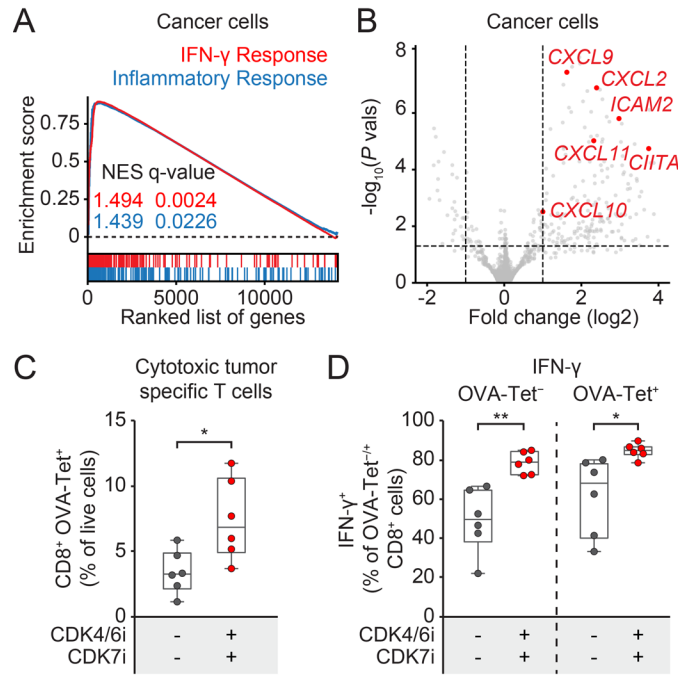 A
Cancer cells
IFN-γ Response
Inflammatory Response
Enrichment score
0.75
0.5
0.25
0
NES q-value
1.494 0.0024
1.439 0.0226
0 5000 10000
Ranked list of genes
B
Cancer cells
-log10(P vals)
8
6
4
2
0
CXCL9
CXCL2
ICAM2
CXCL11
CIITA
CXCL10
-2 0 2 4
Fold change (log2)
C
Cytotoxic tumor
specific T cells
CD8+ OVA-Tet+
(% of live cells)
15
10
5
0
*
CDK4/6i - +
CDK7i - +
D
IFN-γ
OVA-Tet− OVA-Tet+
IFN-γ+
(% of OVA-Tet−/+
CD8+ cells)
100
80
60
40
20
0
** *
CDK4/6i - + - +
CDK7i - + - +